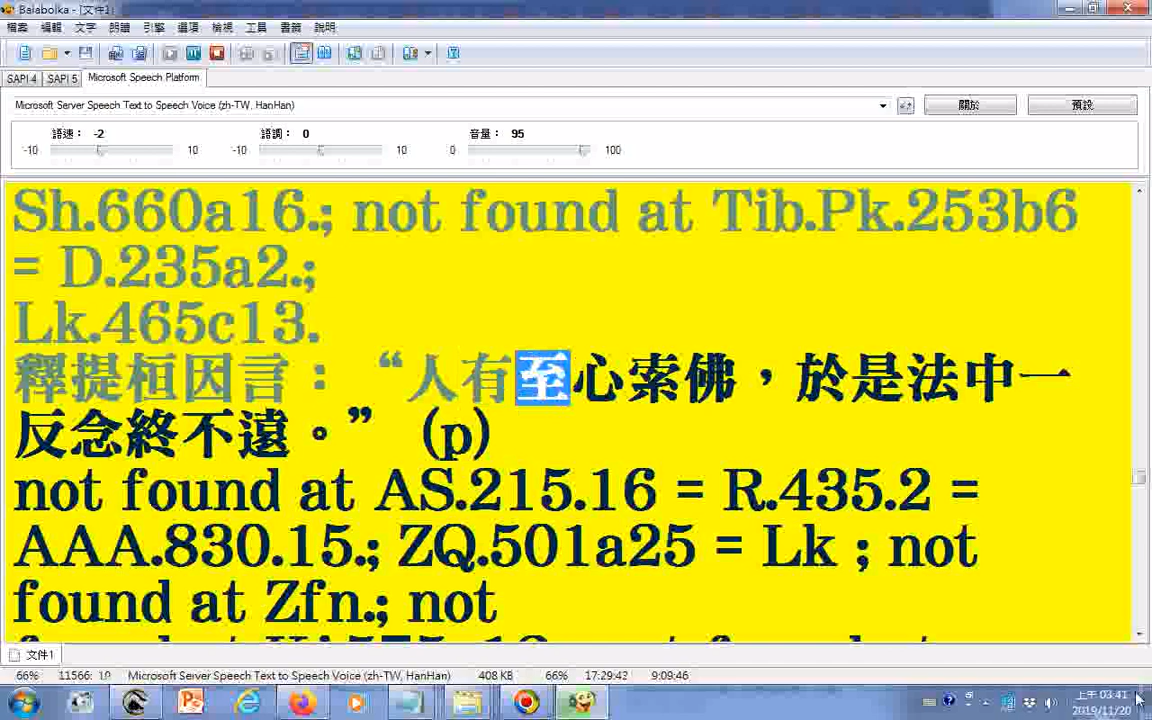 Balabolka - [文件1]
檔案 編輯 文字 朗讀 引擎 選項 檢視 工具 書籤 說明
SAPI 4 SAPI 5 Microsoft Speech Platform
Microsoft Server Speech Text to Speech Voice (zh-TW, HanHan)
關於 預設
語速： -2 語調： 0 音量： 95
-10 10 -10 10 0 100
Sh.660a16.; not found at Tib.Pk.253b6
= D.235a2.;
Lk.465c13.
釋提桓因言：“人有至心索佛，於是法中一
反念終不遠。” (p)
not found at AS.215.16 = R.435.2 =
AAA.830.15.; ZQ.501a25 = Lk ; not
found at Zfn.; not
文件1
66% Microsoft Server Speech Text to Speech Voice (zh-TW, HanHan) 408 KB 66% 17:29:42 9:09:46
上午 03:41
2019/11/20